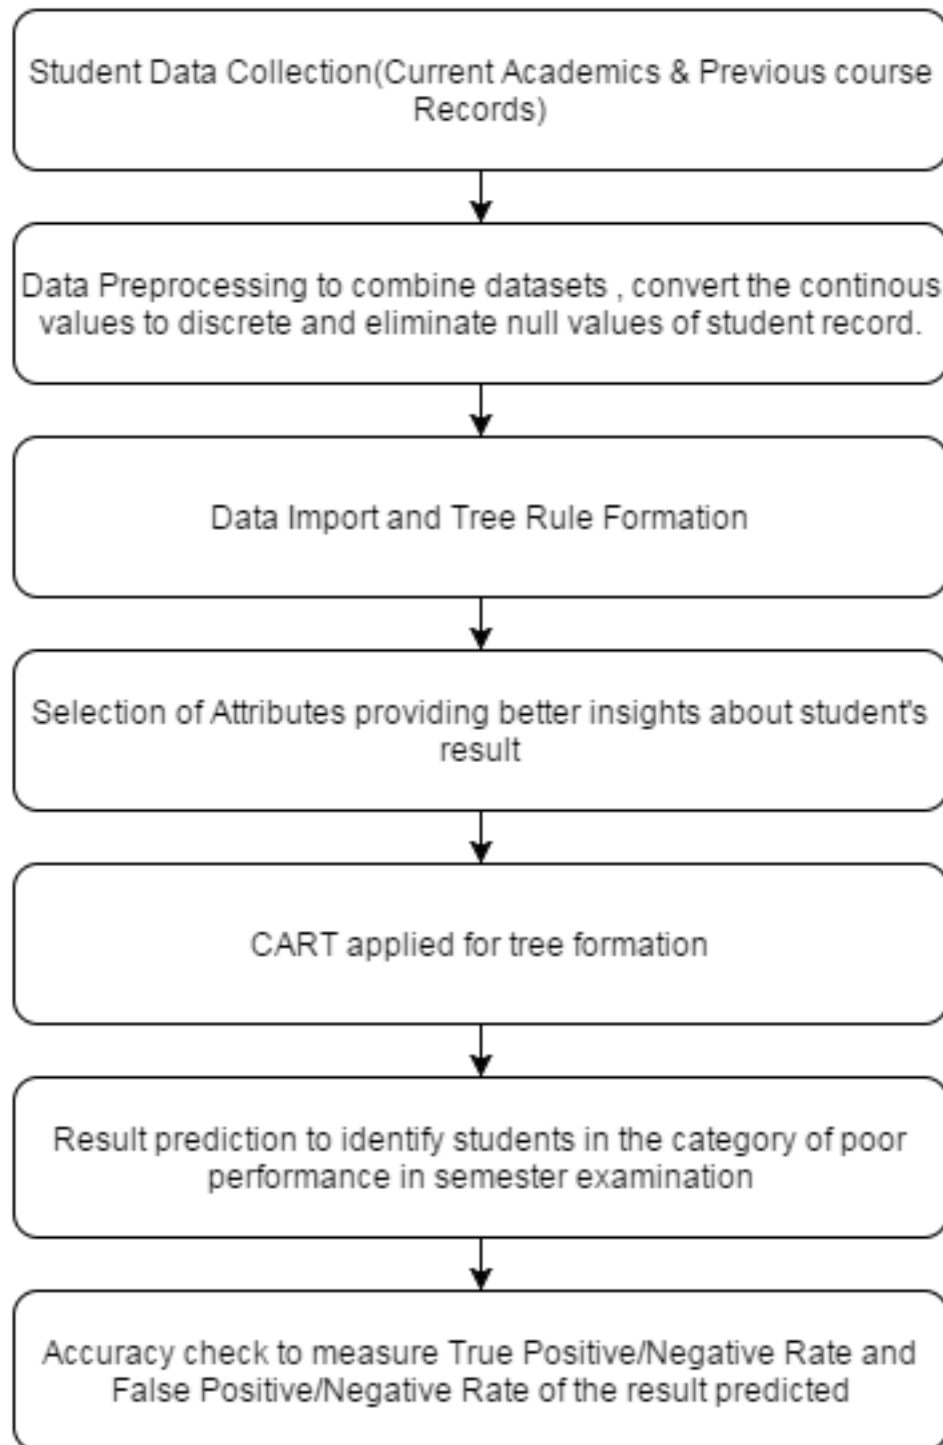 Student Data Collection(Current Academics & Previous course
Records)
Data Preprocessing to combine datasets , convert the continous
values to discrete and eliminate null values of student record.
Data Import and Tree Rule Formation
Selection of Attributes providing better insights about student's
result
CART applied for tree formation
Result prediction to identify students in the category of poor
performance in semester examination
Accuracy check to measure True Positive/Negative Rate and
False Positive/Negative Rate of the result predicted